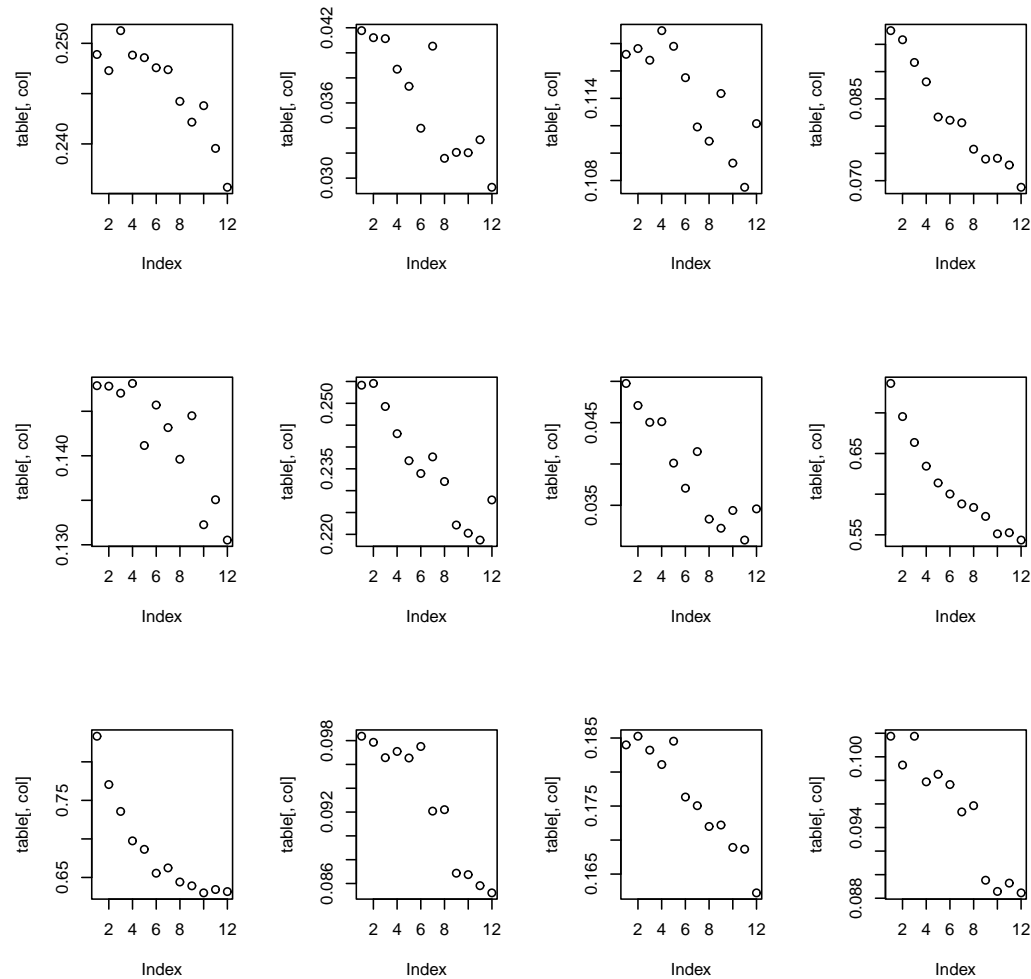 table[, col]
0.240 0.250
2 4 6 8 12
Index
table[, col]
0.030 0.036 0.042
2 4 6 8 12
Index
table[, col]
0.108 0.114
2 4 6 8 12
Index
table[, col]
0.070 0.085
2 4 6 8 12
Index
table[, col]
0.130 0.140
2 4 6 8 12
Index
table[, col]
0.220 0.235 0.250
2 4 6 8 12
Index
table[, col]
0.035 0.045
2 4 6 8 12
Index
table[, col]
0.55 0.65
2 4 6 8 12
Index
table[, col]
0.65 0.75
2 4 6 8 12
Index
table[, col]
0.086 0.092 0.098
2 4 6 8 12
Index
table[, col]
0.165 0.175 0.185
2 4 6 8 12
Index
table[, col]
0.088 0.094 0.100
2 4 6 8 12
Index